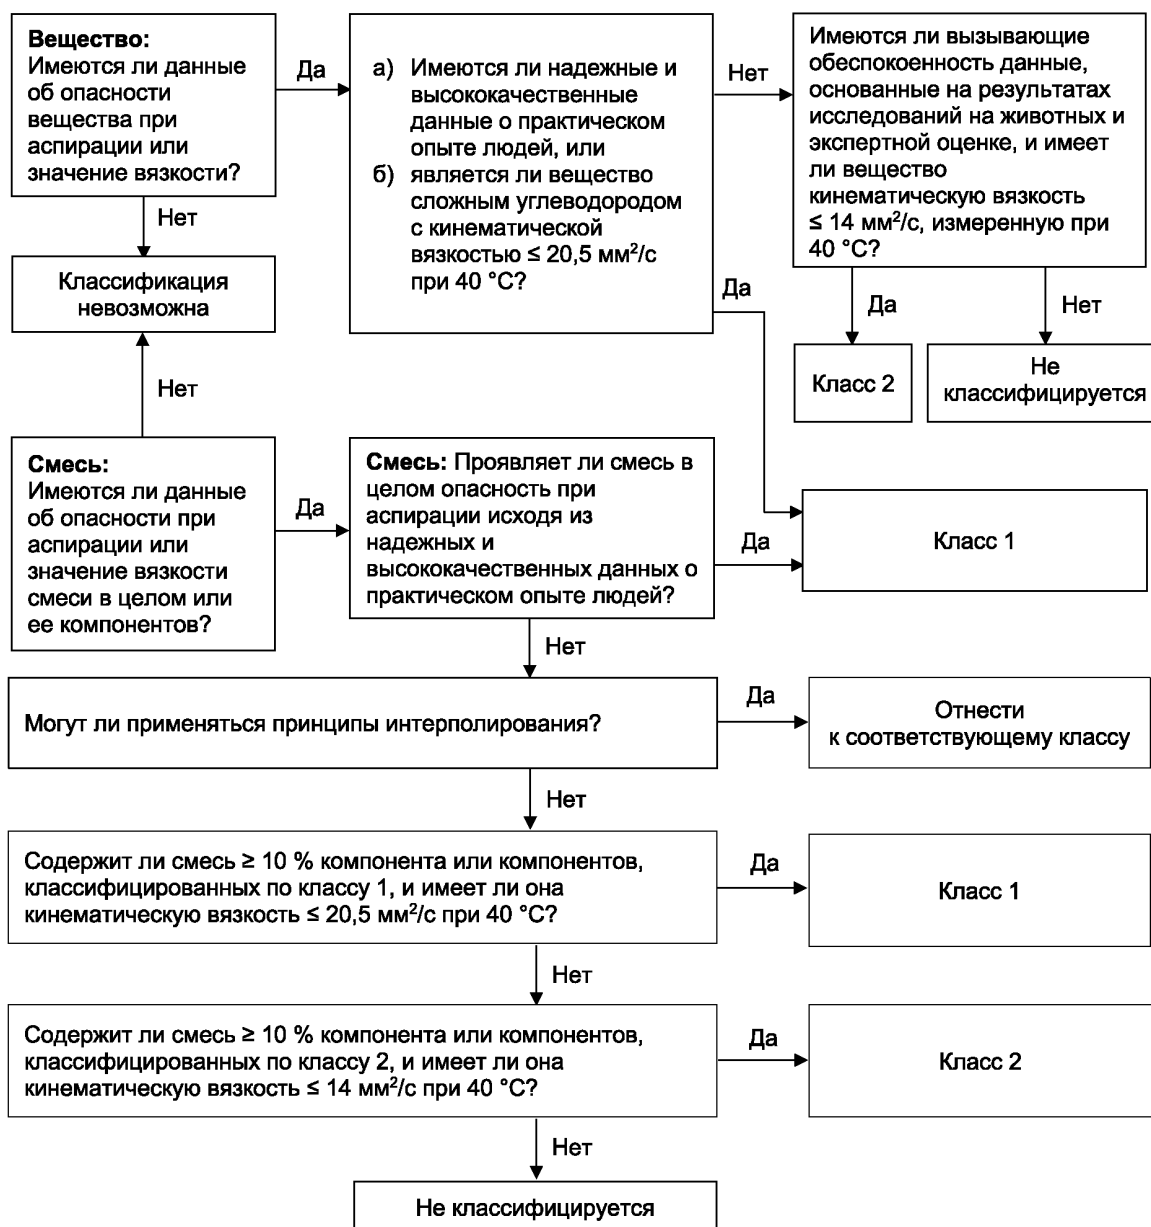 Вещество:
Имеются ли данные
об опасности
вещества при
аспирации или
значение вязкости?
Да
Нет
а) Имеются ли надежные и
высококачественные
данные о практическом
опыте людей, или
б) является ли вещество
сложным углеводородом
с кинематической
вязкостью ≤ 20,5 мм²/с
при 40 °C?
Нет
Да
Имеются ли вызывающие
обеспокоенность данные,
основанные на результатах
исследований на животных и
экспертной оценке, и имеет
ли вещество
кинематическую вязкость
≤ 14 мм²/с, измеренную при
40 °C?
Да
Нет
Класс 2
Не
классифицируется
Классификация
невозможна
Нет
Смесь:
Имеются ли данные
об опасности при
аспирации или
значение вязкости
смеси в целом или
ее компонентов?
Да
Смесь: Проявляет ли смесь в
целом опасность при
аспирации исходя из
надежных и
высококачественных данных о
практическом опыте людей?
Да
Класс 1
Нет
Могут ли применяться принципы интерполирования?
Да
Отнести
к соответствующему классу
Нет
Содержит ли смесь ≥ 10 % компонента или компонентов,
классифицированных по классу 1, и имеет ли она
кинематическую вязкость ≤ 20,5 мм²/с при 40 °C?
Да
Класс 1
Нет
Содержит ли смесь ≥ 10 % компонента или компонентов,
классифицированных по классу 2, и имеет ли она
кинематическую вязкость ≤ 14 мм²/с при 40 °C?
Да
Класс 2
Нет
Не классифицируется